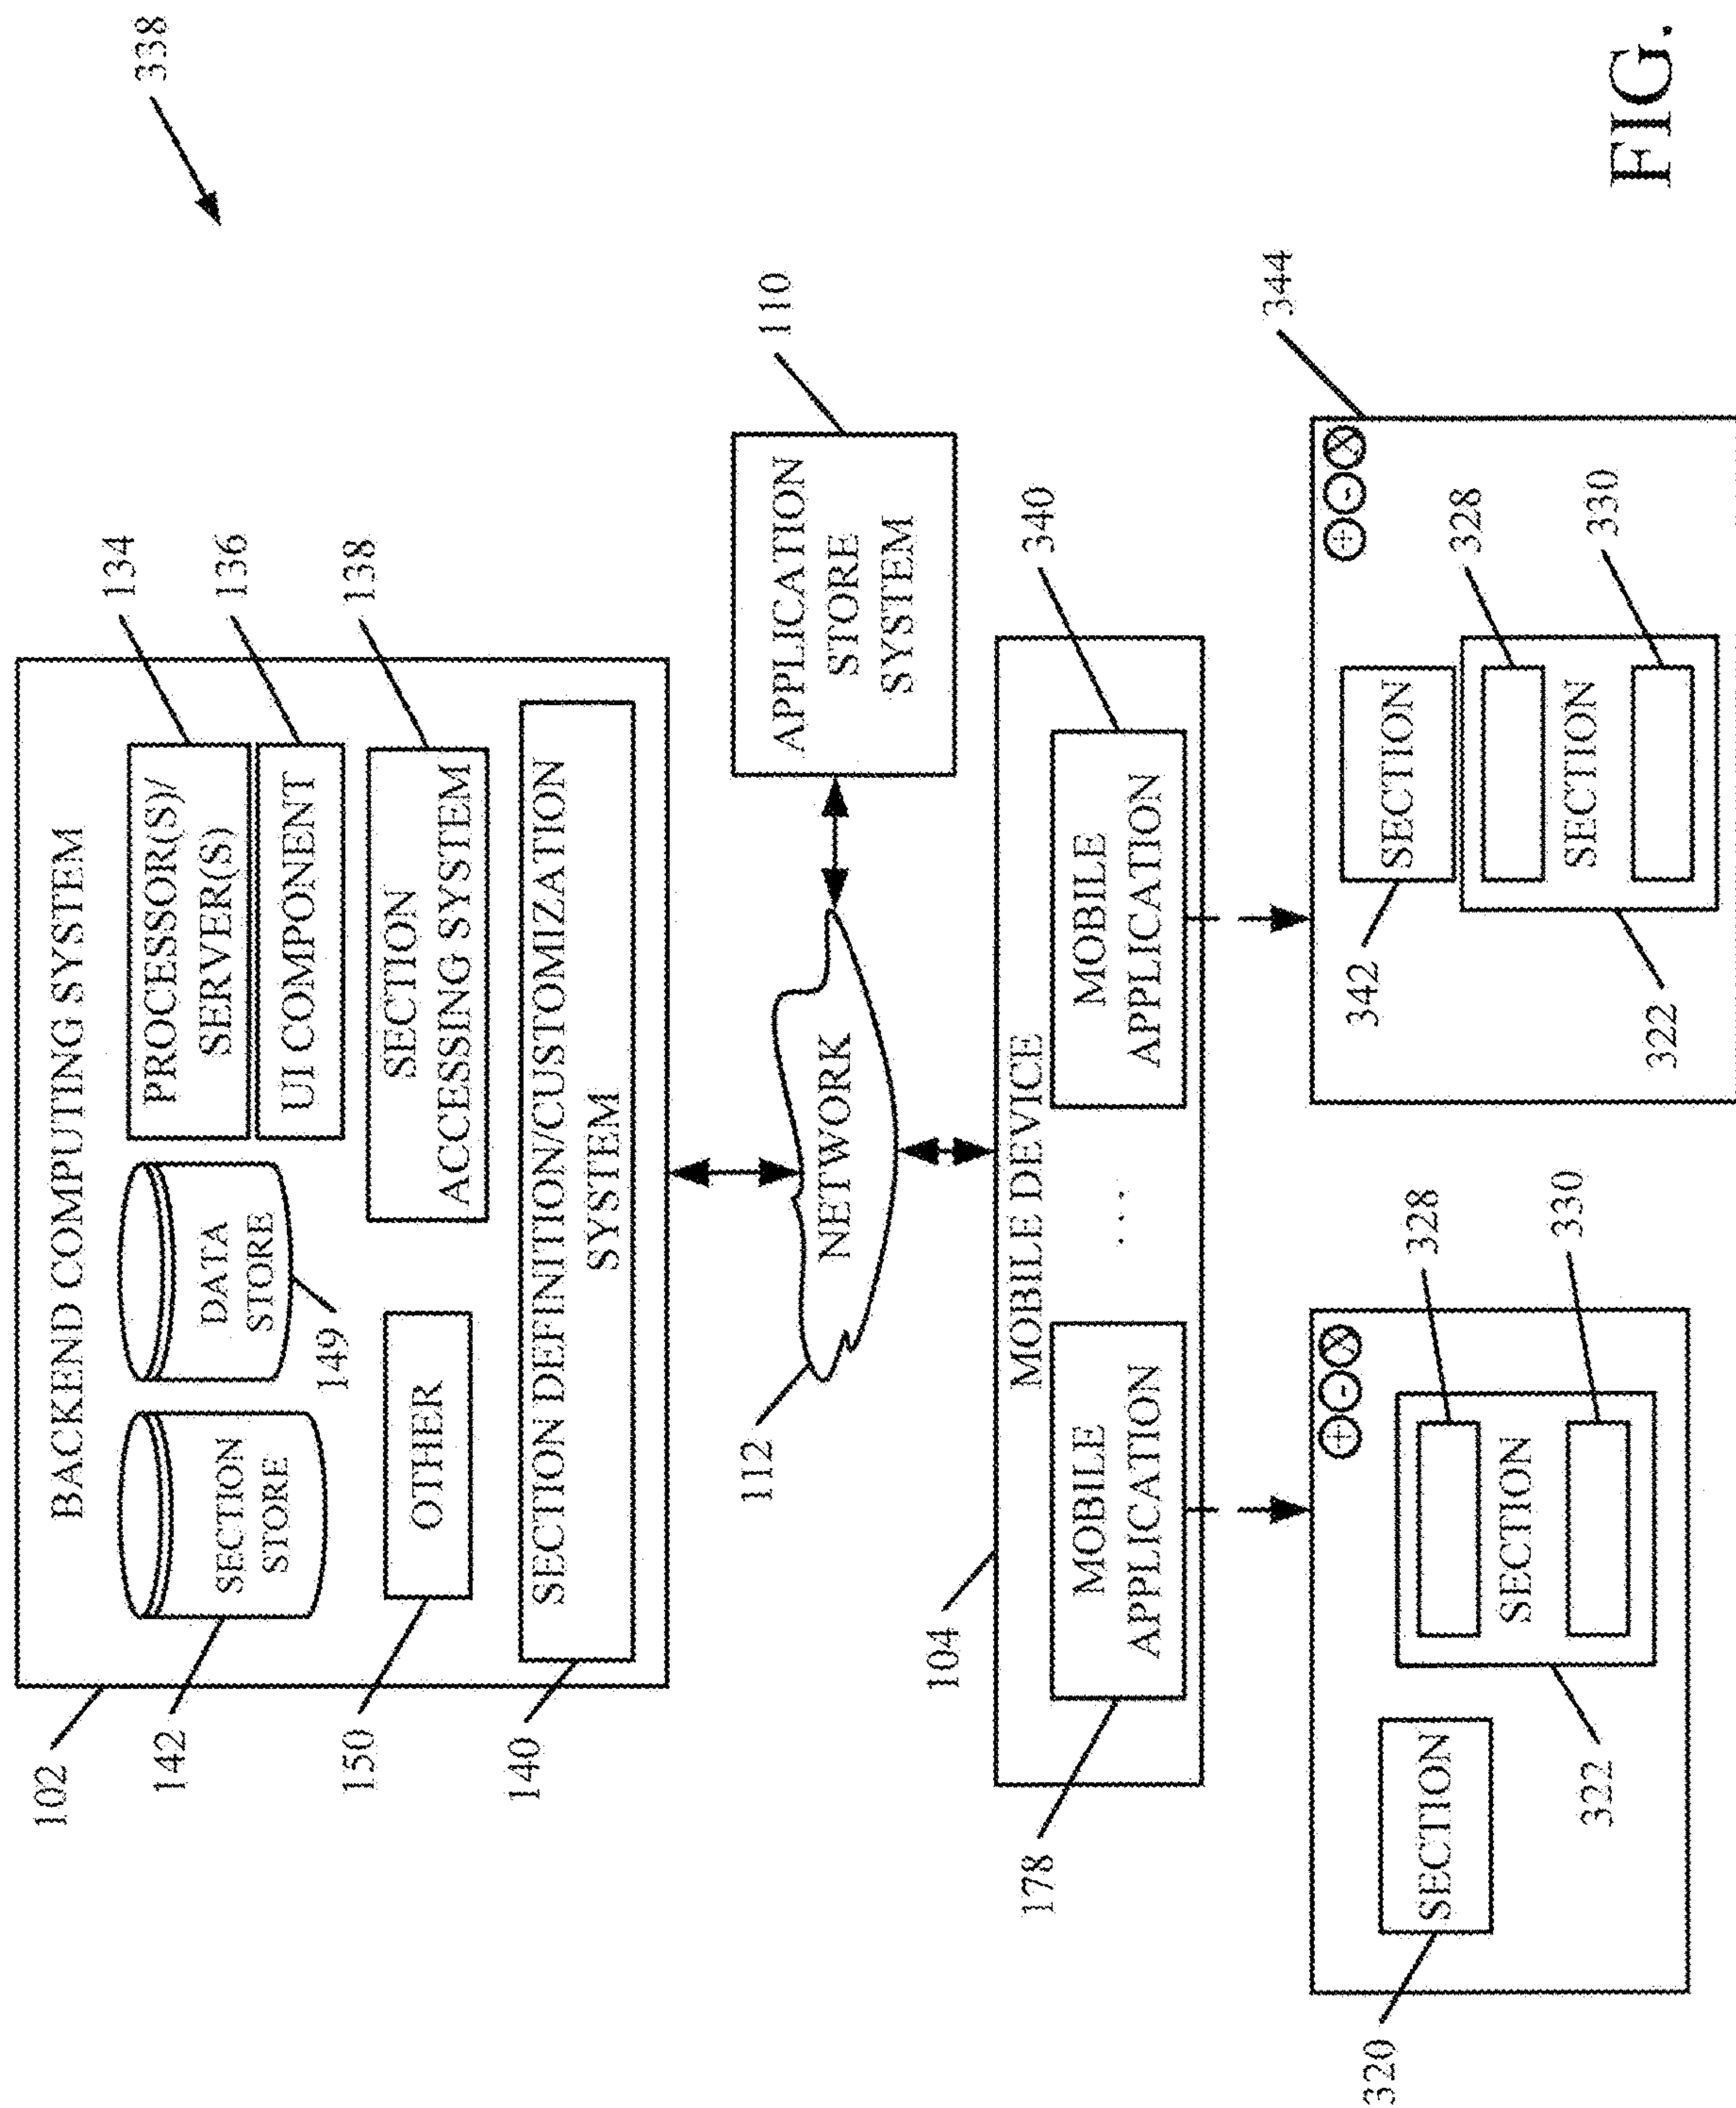 338
BACKEND COMPUTING SYSTEM
102
142
SECTION
STORE
DATA
STORE
149
PROCESSOR(S)/
SERVER(S)
134
UI COMPONENT
136
150
OTHER
SECTION
ACCESSING SYSTEM
138
140
SECTION DEFINITION/CUSTOMIZATION
SYSTEM
112
NETWORK
APPLICATION
STORE
SYSTEM
110
104
MOBILE DEVICE
178
MOBILE
APPLICATION
. . .
MOBILE
APPLICATION
340
+ - X
320
SECTION
328
SECTION
330
322
+ - X
344
342
SECTION
328
SECTION
330
322
FIG.